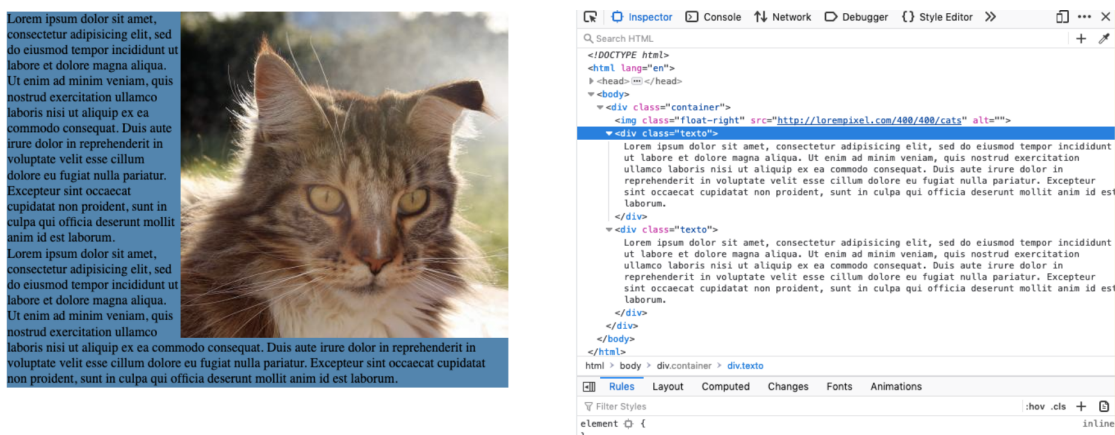 Lorem ipsum dolor sit amet,
consectetur adipisicing elit, sed
do eiusmod tempor incididunt ut
labore et dolore magna aliqua.
Ut enim ad minim veniam, quis
nostrud exercitation ullamco
laboris nisi ut aliquip ex ea
commodo consequat. Duis aute
irure dolor in reprehenderit in
voluptate velit esse cillum
dolore eu fugiat nulla pariatur.
Excepteur sint occaecat
cupidatat non proident, sunt in
culpa qui officia deserunt mollit
anim id est laborum.
Lorem ipsum dolor sit amet,
consectetur adipisicing elit, sed
do eiusmod tempor incididunt ut
labore et dolore magna aliqua.
Ut enim ad minim veniam, quis
nostrud exercitation ullamco
laboris nisi ut aliquip ex ea commodo consequat. Duis aute irure dolor in reprehenderit in
voluptate velit esse cillum dolore eu fugiat nulla pariatur. Excepteur sint occaecat cupidatat
non proident, sunt in culpa qui officia deserunt mollit anim id est laborum.
Inspector Console Network Debugger Style Editor
Search HTML
<!DOCTYPE html>
<html lang="en">
<head> </head>
<body>
<div class="container">
<img class="float-right" src="http://lorempixel.com/400/400/cats" alt="">
<div class="texto">
Lorem ipsum dolor sit amet, consectetur adipisicing elit, sed do eiusmod tempor incididunt
ut labore et dolore magna aliqua. Ut enim ad minim veniam, quis nostrud exercitation
ullamco laboris nisi ut aliquip ex ea commodo consequat. Duis aute irure dolor in
reprehenderit in voluptate velit esse cillum dolore eu fugiat nulla pariatur. Excepteur
sint occaecat cupidatat non proident, sunt in culpa qui officia deserunt mollit anim id est
laborum.
</div>
<div class="texto">
Lorem ipsum dolor sit amet, consectetur adipisicing elit, sed do eiusmod tempor incididunt
ut labore et dolore magna aliqua. Ut enim ad minim veniam, quis nostrud exercitation
ullamco laboris nisi ut aliquip ex ea commodo consequat. Duis aute irure dolor in
reprehenderit in voluptate velit esse cillum dolore eu fugiat nulla pariatur. Excepteur
sint occaecat cupidatat non proident, sunt in culpa qui officia deserunt mollit anim id est
laborum.
</div>
</div>
</body>
</html>
html > body > div.container > div.texto
Rules Layout Computed Changes Fonts Animations
Filter Styles :hov .cls +
element { inline